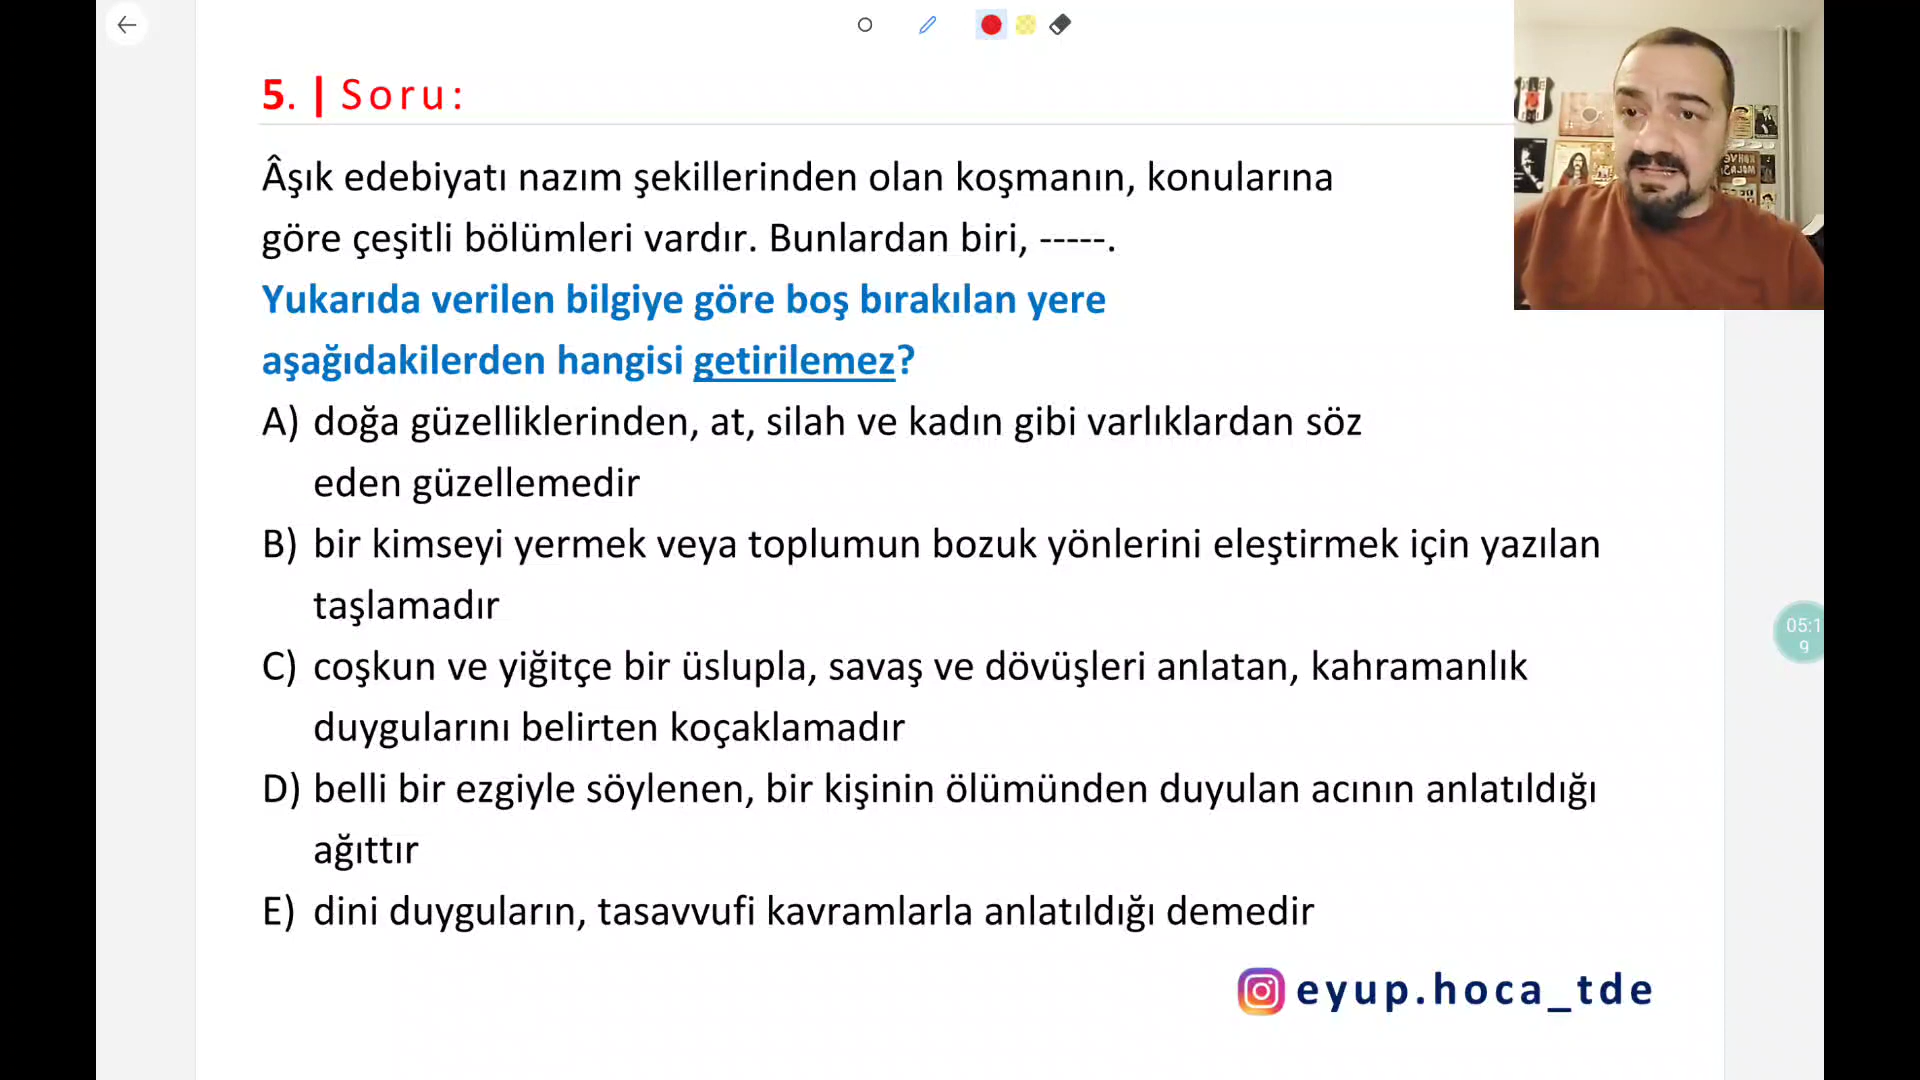 5. | Soru:
Âşık edebiyatı nazım şekillerinden olan koşmanın, konularına
göre çeşitli bölümleri vardır. Bunlardan biri, -----.
Yukarıda verilen bilgiye göre boş bırakılan yere
aşağıdakilerden hangisi getirilemez?
A) doğa güzelliklerinden, at, silah ve kadın gibi varlıklardan söz
eden güzellemedir
B) bir kimseyi yermek veya toplumun bozuk yönlerini eleştirmek için yazılan
taşlamadır
C) coşkun ve yiğitçe bir üslupla, savaş ve dövüşleri anlatan, kahramanlık
duygularını belirten koçaklamadır
05:1
9
D) belli bir ezgiyle söylenen, bir kişinin ölümünden duyulan acının anlatıldığı
ağıttır
E) dini duyguların, tasavvufi kavramlarla anlatıldığı demedir
eyup.hoca_tde